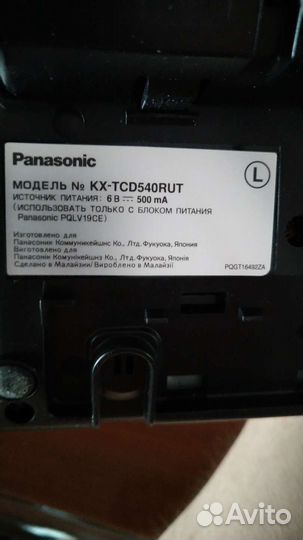 Panasonic
МОДЕЛЬ № KX-TCD540RUT
ИСТОЧНИК ПИТАНИЯ: 6 В ⎓ 500 mA
(ИСПОЛЬЗОВАТЬ ТОЛЬКО С БЛОКОМ ПИТАНИЯ
Panasonic PQLV19CE)
L
Изготовлено для
Панасоник Коммуникейшнс Ко., Лтд. Фукуока, Япония
Виготовлено для
Панасонік Комунікейшнз Ко., Лтд. Фукуока, Японія
Сделано в Малайзии/ Вироблено в Малайзії
PQGT16492ZA
Avito